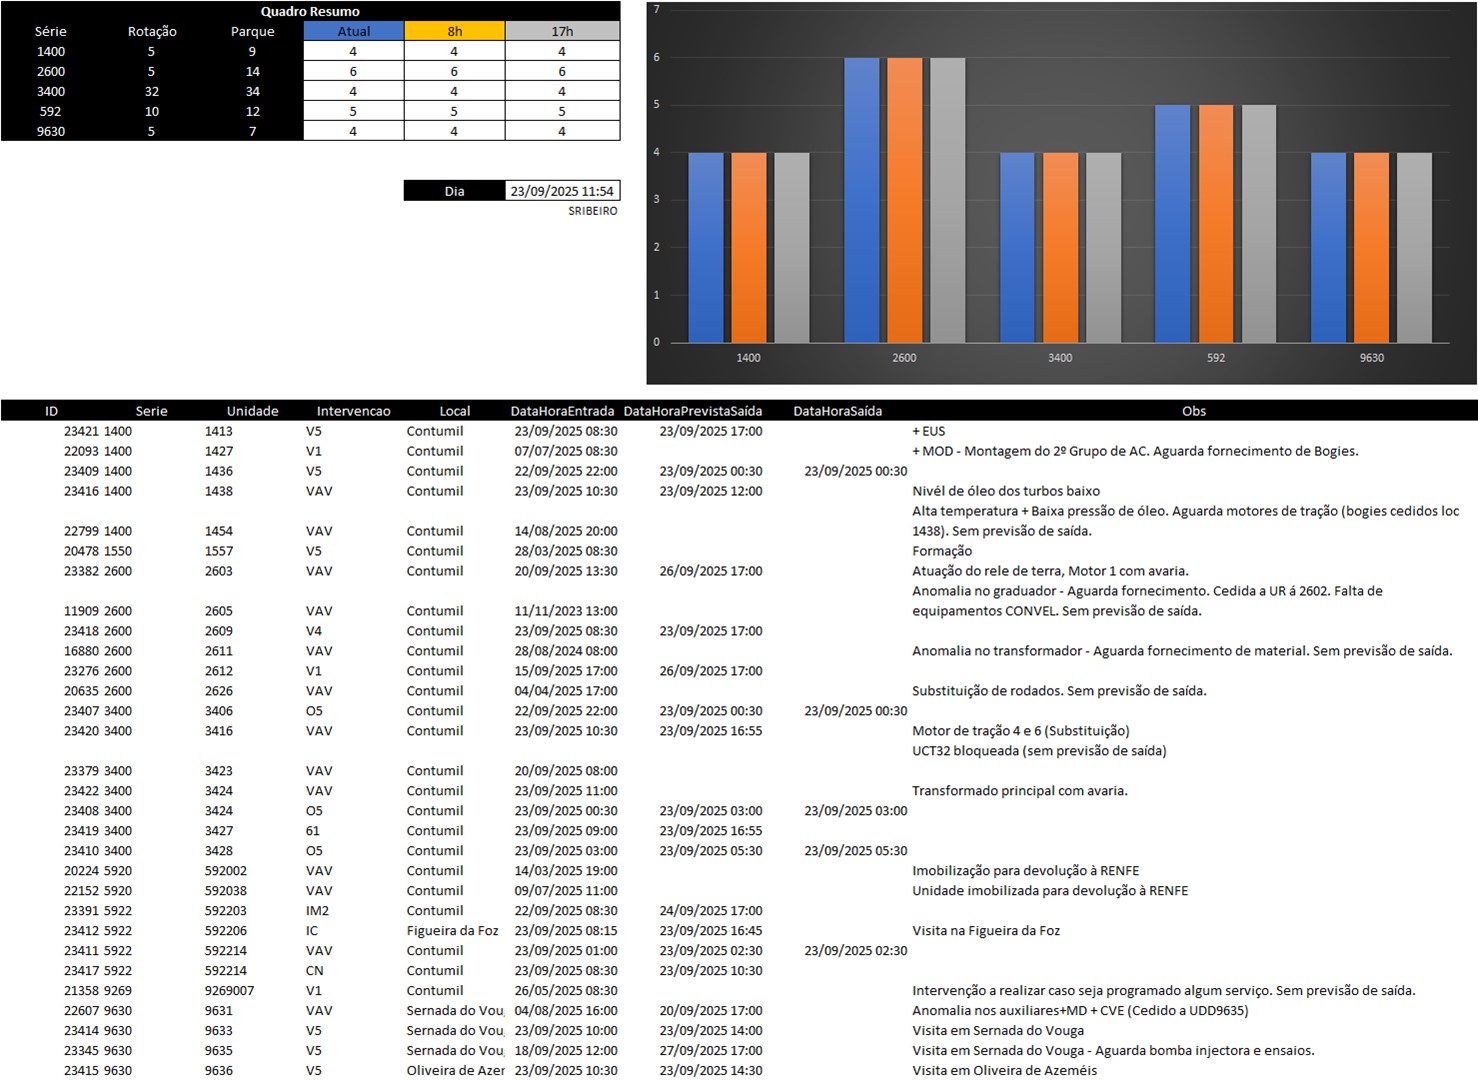 Quadro Resumo
Série Rotação Parque Atual 8h 17h
1400 5 9 4 4 4
2600 5 14 6 6 6
3400 32 34 4 4 4
592 10 12 5 5 5
9630 5 7 4 4 4
Dia 23/09/2025 11:54
SRIBEIRO
7
6
5
4
3
2
1
0
1400 2600 3400 592 9630
ID Serie Unidade Intervencao Local DataHoraEntrada DataHoraPrevistaSaída DataHoraSaída Obs
23421 1400 1413 V5 Contumil 23/09/2025 08:30 23/09/2025 17:00 + EUS
22093 1400 1427 V1 Contumil 07/07/2025 08:30 + MOD - Montagem do 2º Grupo de AC. Aguarda fornecimento de Bogies.
23409 1400 1436 V5 Contumil 22/09/2025 22:00 23/09/2025 00:30 23/09/2025 00:30
23416 1400 1438 VAV Contumil 23/09/2025 10:30 23/09/2025 12:00 Nivél de óleo dos turbos baixo
Alta temperatura + Baixa pressão de óleo. Aguarda motores de tração (bogies cedidos loc
22799 1400 1454 VAV Contumil 14/08/2025 20:00 1438). Sem previsão de saída.
20478 1550 1557 V5 Contumil 28/03/2025 08:30 Formação
23382 2600 2603 VAV Contumil 20/09/2025 13:30 26/09/2025 17:00 Atuação do rele de terra, Motor 1 com avaria.
Anomalia no graduador - Aguarda fornecimento. Cedida a UR á 2602. Falta de
11909 2600 2605 VAV Contumil 11/11/2023 13:00 equipamentos CONVEL. Sem previsão de saída.
23418 2600 2609 V4 Contumil 23/09/2025 08:30 23/09/2025 17:00
16880 2600 2611 VAV Contumil 28/08/2024 08:00 Anomalia no transformador - Aguarda fornecimento de material. Sem previsão de saída.
23276 2600 2612 V1 Contumil 15/09/2025 17:00 26/09/2025 17:00
20635 2600 2626 VAV Contumil 04/04/2025 17:00 Substituição de rodados. Sem previsão de saída.
23407 3400 3406 O5 Contumil 22/09/2025 22:00 23/09/2025 00:30 23/09/2025 00:30
23420 3400 3416 VAV Contumil 23/09/2025 10:30 23/09/2025 16:55 Motor de tração 4 e 6 (Substituição)
UCT32 bloqueada (sem previsão de saída)
23379 3400 3423 VAV Contumil 20/09/2025 08:00
23422 3400 3424 VAV Contumil 23/09/2025 11:00 Transformado principal com avaria.
23408 3400 3424 O5 Contumil 23/09/2025 00:30 23/09/2025 03:00 23/09/2025 03:00
23419 3400 3427 61 Contumil 23/09/2025 09:00 23/09/2025 16:55
23410 3400 3428 O5 Contumil 23/09/2025 03:00 23/09/2025 05:30 23/09/2025 05:30
20224 5920 592002 VAV Contumil 14/03/2025 19:00 Imobilização para devolução à RENFE
22152 5920 592038 VAV Contumil 09/07/2025 11:00 Unidade imobilizada para devolução à RENFE
23391 5922 592203 IM2 Contumil 22/09/2025 08:30 24/09/2025 17:00
23412 5922 592206 IC Figueira da Foz 23/09/2025 08:15 23/09/2025 16:45 Visita na Figueira da Foz
23411 5922 592214 VAV Contumil 23/09/2025 01:00 23/09/2025 02:30 23/09/2025 02:30
23417 5922 592214 CN Contumil 23/09/2025 08:30 23/09/2025 10:30
21358 9269 9269007 V1 Contumil 26/05/2025 08:30 Intervenção a realizar caso seja programado algum serviço. Sem previsão de saída.
22607 9630 9631 VAV Sernada do Vou 04/08/2025 16:00 20/09/2025 17:00 Anomalia nos auxiliares+MD + CVE (Cedido a UDD9635)
23414 9630 9633 V5 Sernada do Vou 23/09/2025 10:00 23/09/2025 14:00 Visita em Sernada do Vouga
23345 9630 9635 V5 Sernada do Vou 18/09/2025 12:00 27/09/2025 17:00 Visita em Sernada do Vouga - Aguarda bomba injectora e ensaios.
23415 9630 9636 V5 Oliveira de Azer 23/09/2025 10:30 23/09/2025 14:30 Visita em Oliveira de Azeméis